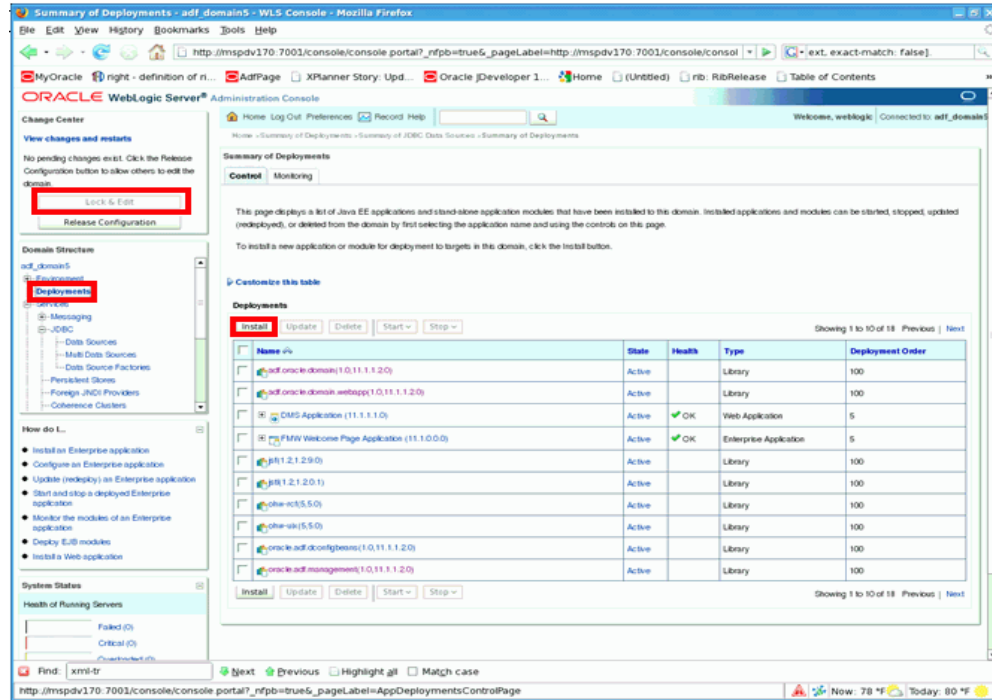 Summary of Deployments - adf_domain5 - WLS Console - Mozilla Firefox
File Edit View History Bookmarks Tools Help
http://mspdv170:7001/console/console.portal?_nfpb=true&_pageLabel=http://mspdv170:7001/console/consol
ext, exact-match: false].
MyOracle right - definition of ri... AdfPage XPlanner Story: Upd... Oracle JDeveloper 1... Home (Untitled) rib: RibRelease Table of Contents
ORACLE WebLogic Server® Administration Console
Change Center
View changes and restarts
No pending changes exist. Click the Release
Configuration button to allow others to edit the
domain.
Lock & Edit
Release Configuration
Domain Structure
adf_domain5
Environment
Deployments
Services
Messaging
JDBC
Data Sources
Multi Data Sources
Data Source Factories
Persistent Stores
Foreign JNDI Providers
Coherence Clusters
How do I...
Install an Enterprise application
Configure an Enterprise application
Update (redeploy) an Enterprise application
Start and stop a deployed Enterprise
application
Monitor the modules of an Enterprise
application
Deploy EJB modules
Install a Web application
System Status
Health of Running Servers
Failed (0)
Critical (0)
Overloaded (0)
Home Log Out Preferences Record Help
Welcome, weblogic Connected to: adf_domain5
Home >Summary of Deployments >Summary of JDBC Data Sources >Summary of Deployments
Summary of Deployments
Control Monitoring
This page displays a list of Java EE applications and stand-alone application modules that have been installed to this domain. Installed applications and modules can be started, stopped, updated
(redeployed), or deleted from the domain by first selecting the application name and using the controls on this page.
To install a new application or module for deployment to targets in this domain, click the Install button.
Customize this table
Deployments
Install Update Delete Start Stop
Showing 1 to 10 of 18 Previous | Next
Name State Health Type Deployment Order
adf.oracle.domain(1.0,11.1.1.2.0) Active Library 100
adf.oracle.domain.webapp(1.0,11.1.1.2.0) Active Library 100
DMS Application (11.1.1.1.0) Active OK Web Application 5
FMW Welcome Page Application (11.1.0.0.0) Active OK Enterprise Application 5
jsf(1.2,1.2.9.0) Active Library 100
jstl(1.2,1.2.0.1) Active Library 100
ohw-rcf(5,5.0) Active Library 100
ohw-uix(5,5.0) Active Library 100
oracle.adf.dconfigbeans(1.0,11.1.1.2.0) Active Library 100
oracle.adf.management(1.0,11.1.1.2.0) Active Library 100
Install Update Delete Start Stop
Showing 1 to 10 of 18 Previous | Next
Find: xml-tr Next Previous Highlight all Match case
http://mspdv170:7001/console/console.portal?_nfpb=true&_pageLabel=AppDeploymentsControlPage
Now: 78 °F Today: 80 °F